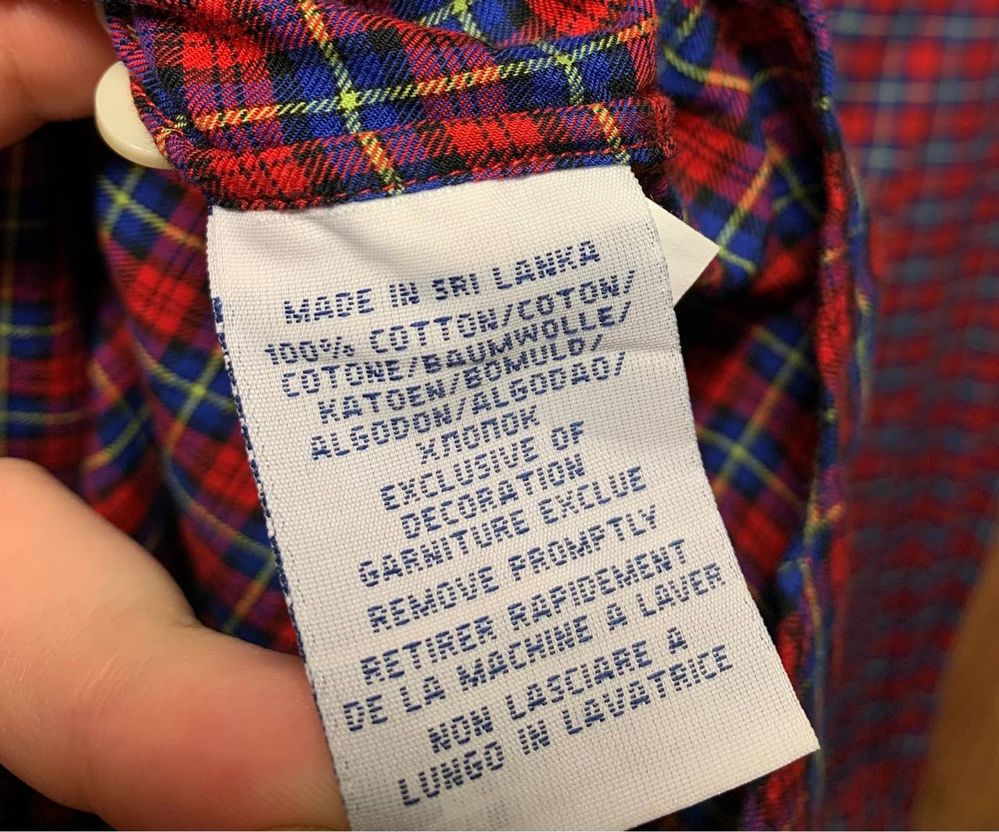 MADE IN SRI LANKA
100% COTTON/COTON/
COTONE/BAUMWOLLE/
KATOEN/BOMULD/
ALGODON/ALGODAO/
ХЛОПОК
EXCLUSIVE OF
DECORATION
GARNITURE EXCLUE
REMOVE PROMPTLY
RETIRER RAPIDEMENT
DE LA MACHINE A LAVER
NON LASCIARE A
LUNGO IN LAVATRICE